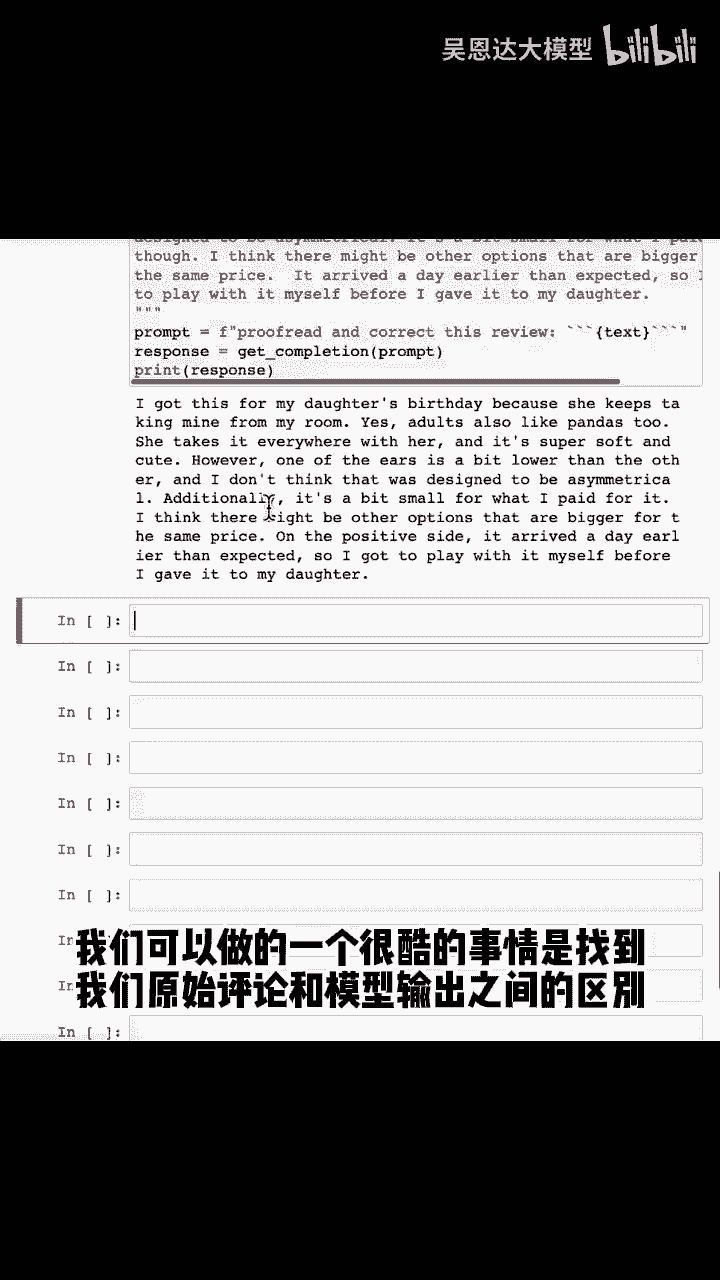 吴恩达大模型 bilibili
designed to be asymmetrical. It's a bit small for what I paid
though. I think there might be other options that are bigger
the same price.  It arrived a day earlier than expected, so I
to play with it myself before I gave it to my daughter.
"""
prompt = f"proofread and correct this review: ```{text}```"
response = get_completion(prompt)
print(response)
I got this for my daughter's birthday because she keeps ta
king mine from my room. Yes, adults also like pandas too.
She takes it everywhere with her, and it's super soft and
cute. However, one of the ears is a bit lower than the oth
er, and I don't think that was designed to be asymmetrica
l. Additionally, it's a bit small for what I paid for it.
I think there might be other options that are bigger for t
he same price. On the positive side, it arrived a day earl
ier than expected, so I got to play with it myself before
I gave it to my daughter.
In [ ]:
In [ ]:
In [ ]:
In [ ]:
In [ ]:
In [ ]:
In [ ]:
In
我们可以做的一个很酷的事情是找到
In
我们原始评论和模型输出之间的区别
In [ ]: